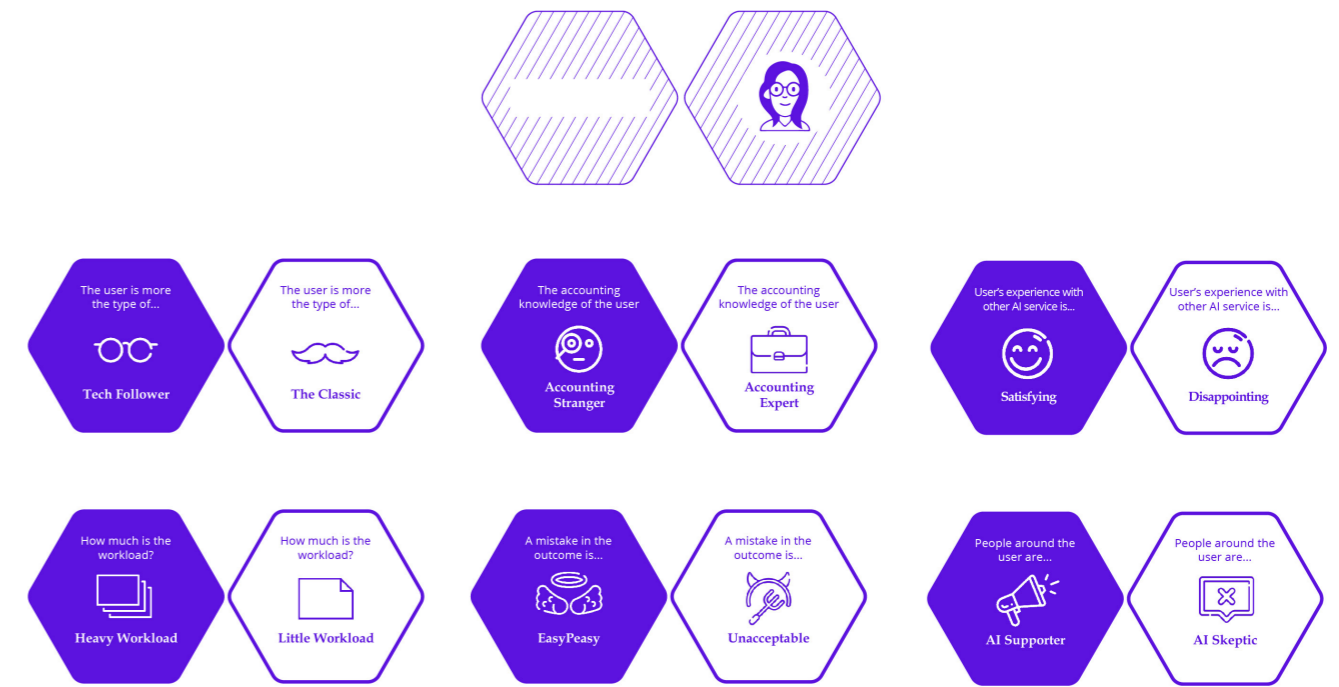 The user is more
the type of...
Tech Follower
The user is more
the type of...
The Classic
The accounting
knowledge of the user
Accounting
Stranger
The accounting
knowledge of the user
Accounting
Expert
User's experience with
other AI service is...
Satisfying
User's experience with
other AI service is...
Disappointing
How much is the
workload?
Heavy Workload
How much is the
workload?
Little Workload
A mistake in the
outcome is...
EasyPeasy
A mistake in the
outcome is...
Unacceptable
People around the
user are...
AI Supporter
People around the
user are...
AI Skeptic